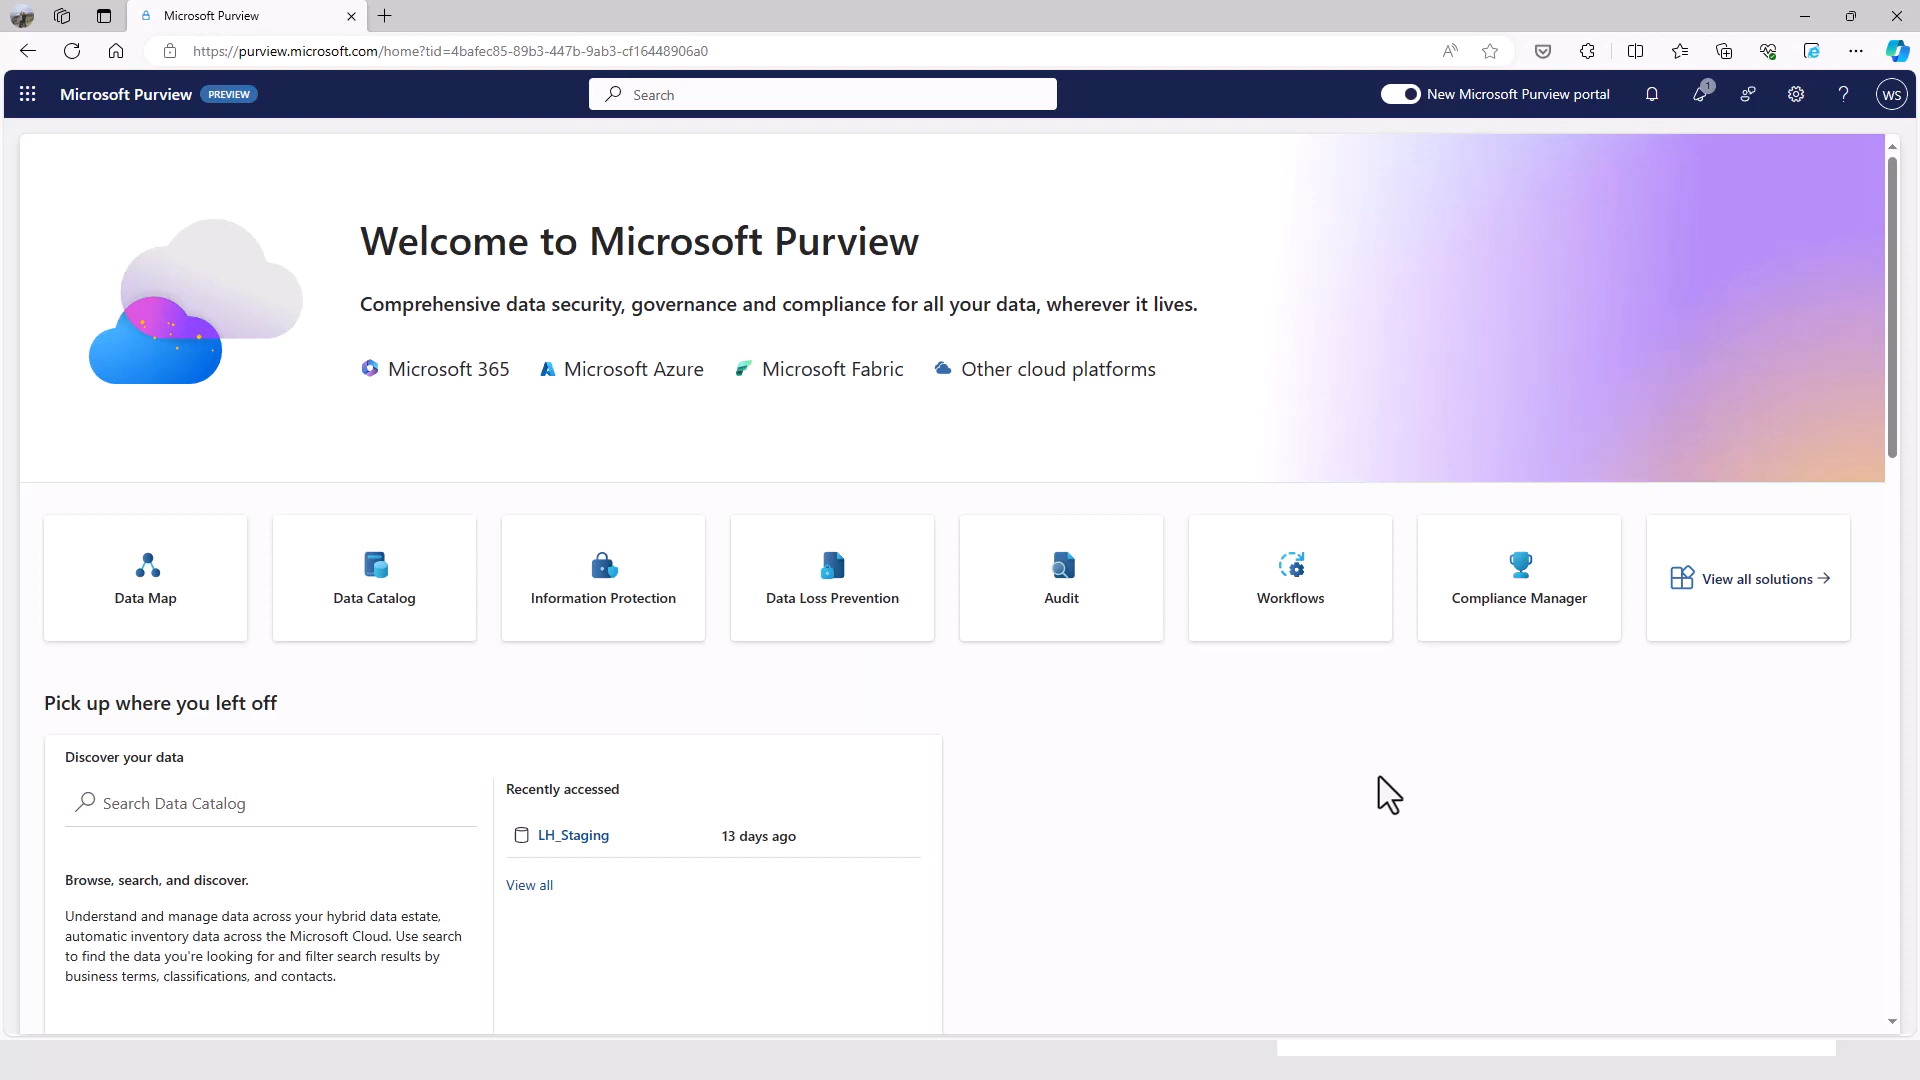 Microsoft Purview
https://purview.microsoft.com/home?tid=4bafec85-89b3-447b-9ab3-cf16448906a0
Microsoft Purview PREVIEW
Search
New Microsoft Purview portal
1
WS
Welcome to Microsoft Purview
Comprehensive data security, governance and compliance for all your data, wherever it lives.
Microsoft 365 Microsoft Azure Microsoft Fabric Other cloud platforms
Data Map
Data Catalog
Information Protection
Data Loss Prevention
Audit
Workflows
Compliance Manager
View all solutions
Pick up where you left off
Discover your data
Search Data Catalog
Browse, search, and discover.
Understand and manage data across your hybrid data estate,
automatic inventory data across the Microsoft Cloud. Use search
to find the data you're looking for and filter search results by
business terms, classifications, and contacts.
Recently accessed
LH_Staging 13 days ago
View all